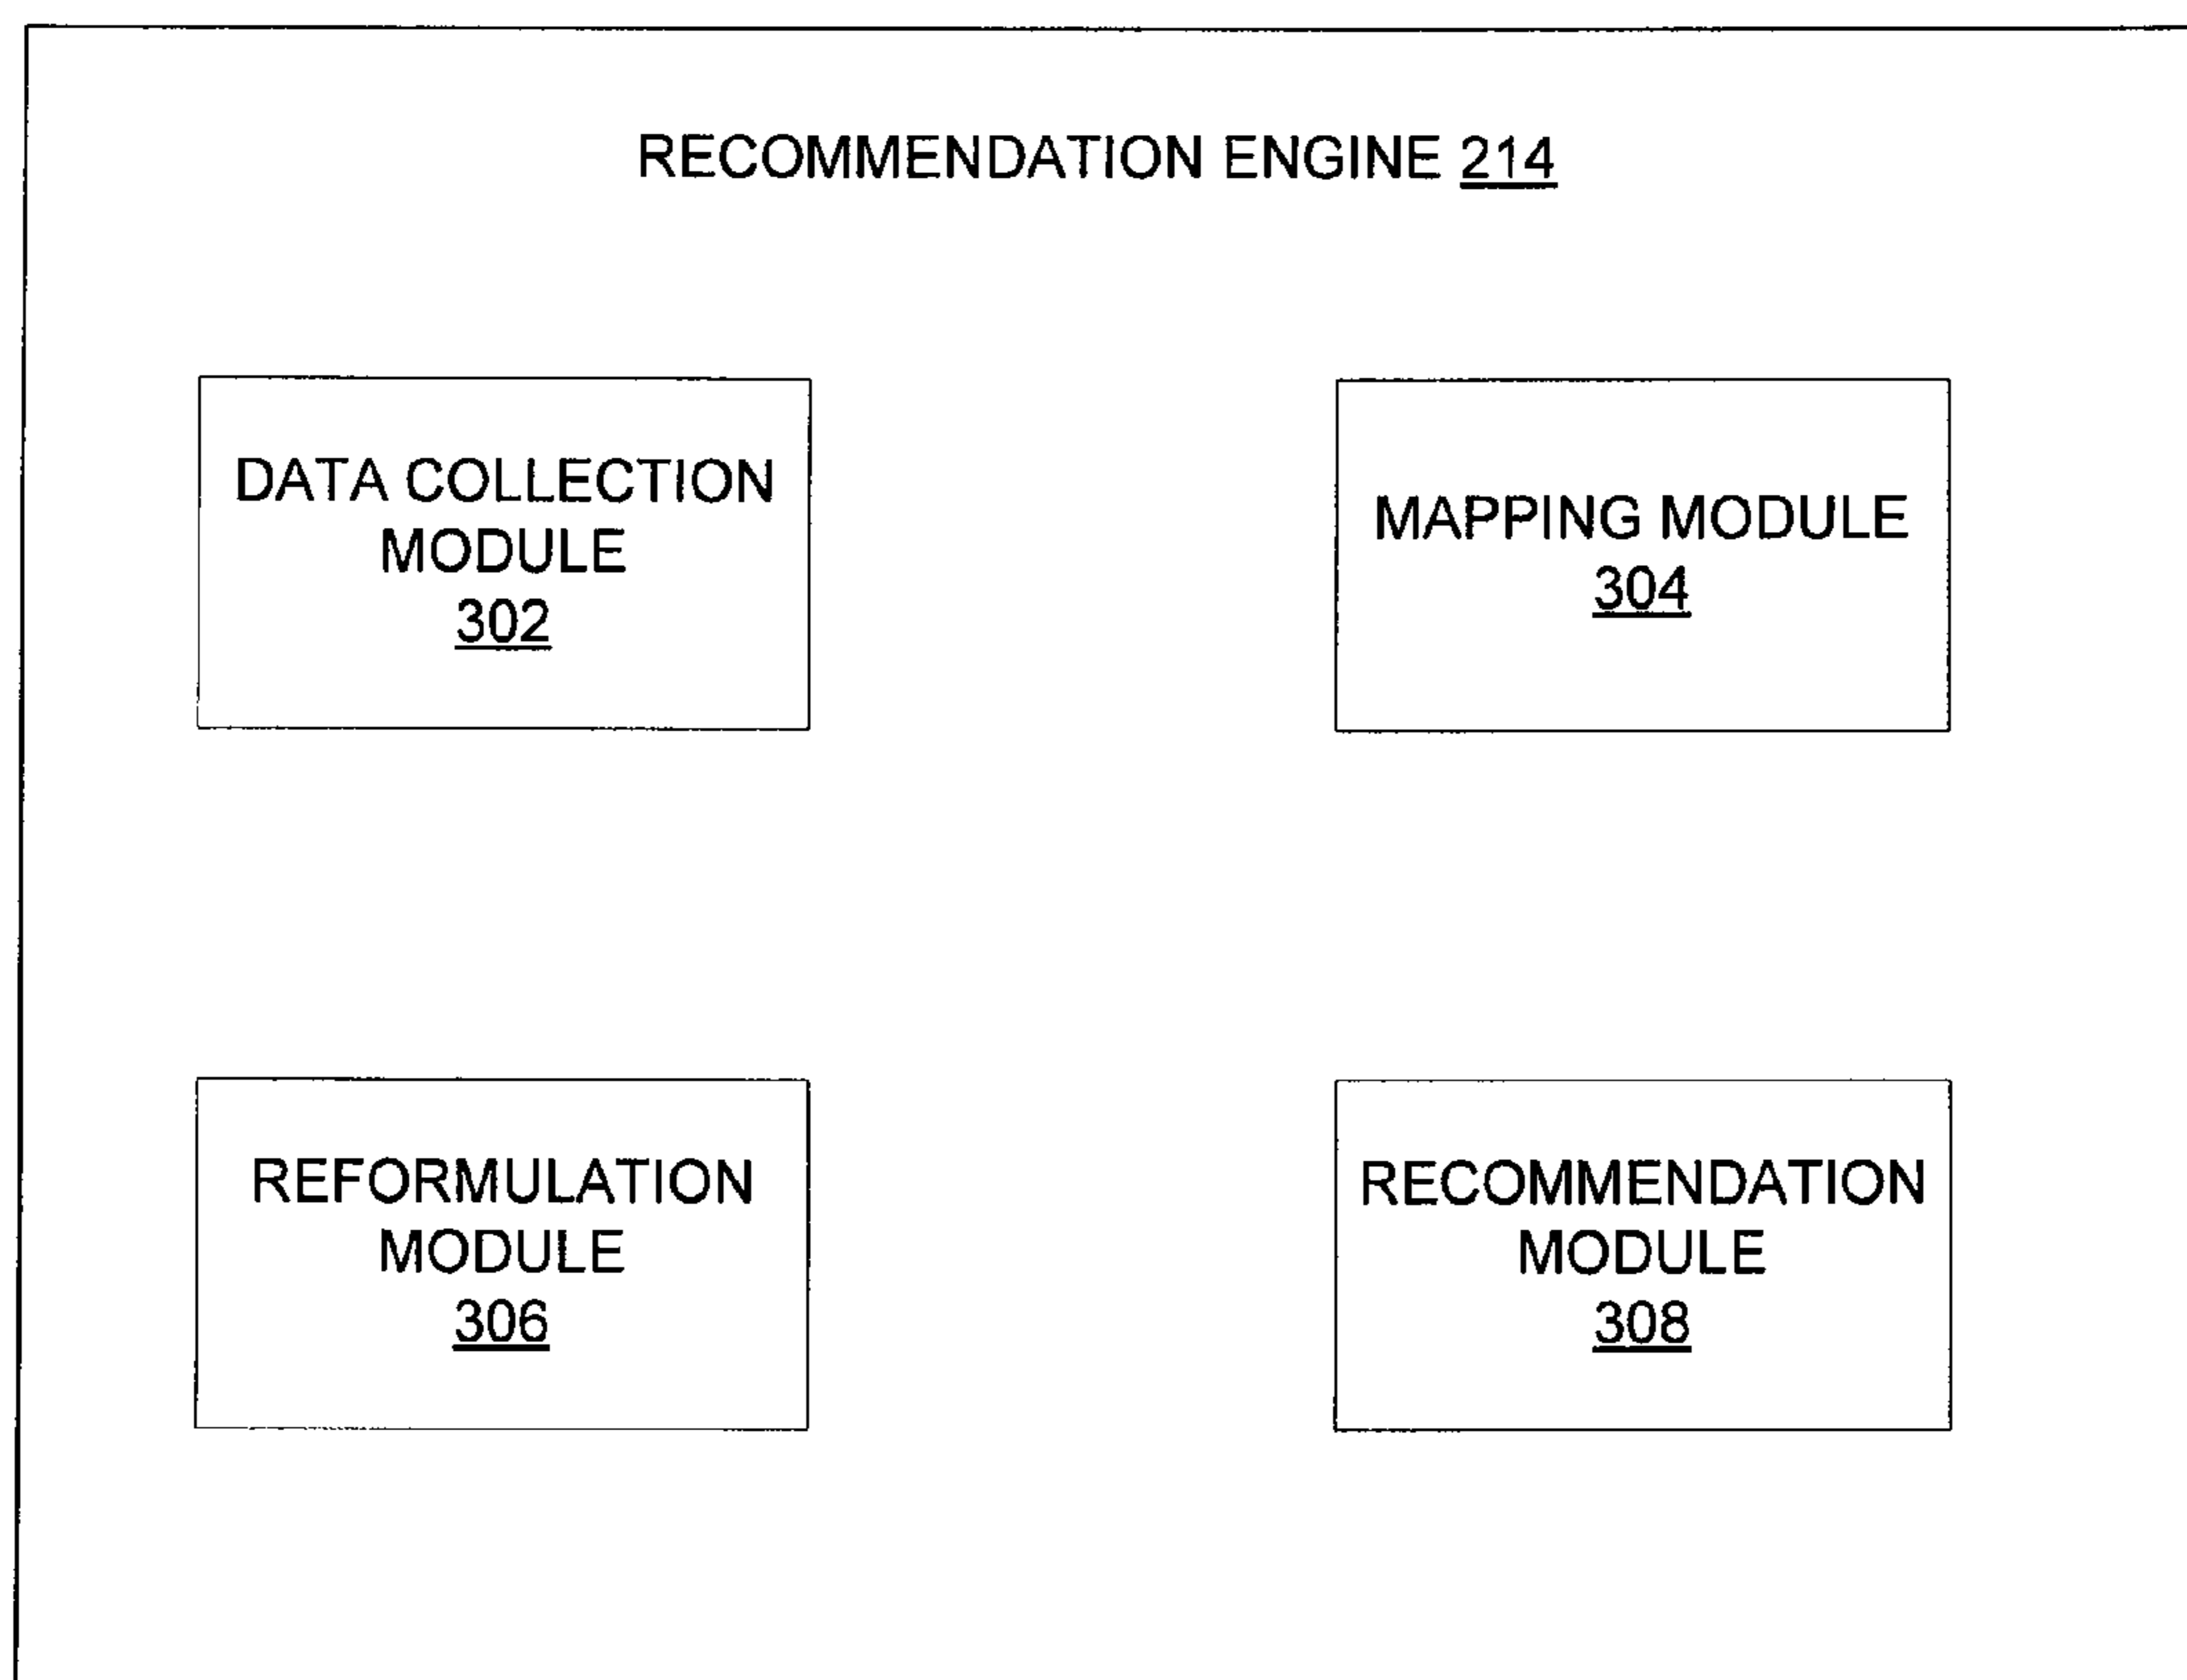 RECOMMENDATION ENGINE 214
DATA COLLECTION
MODULE
302
MAPPING MODULE
304
REFORMULATION
MODULE
306
RECOMMENDATION
MODULE
308